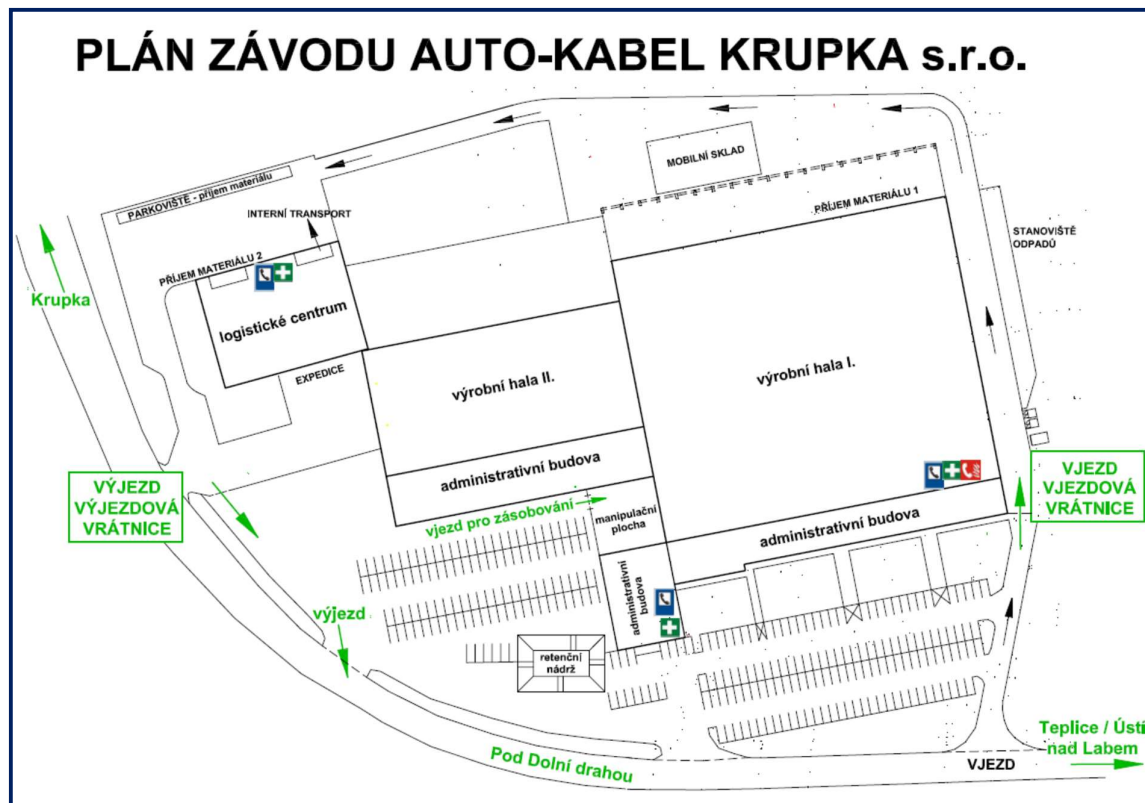 PLÁN ZÁVODU AUTO-KABEL KRUPKA s.r.o.
MOBILNÍ SKLAD
PARKOVIŠTĚ - příjem materiálu
INTERNÍ TRANSPORT
PŘÍJEM MATERIÁLU 1
STANOVIŠTĚ
ODPADŮ
PŘÍJEM MATERIÁLU 2
Krupka
logistické centrum
EXPEDICE
výrobní hala II.
výrobní hala I.
administrativní budova
VÝJEZD
VÝJEZDOVÁ
VRÁTNICE
VJEZD
VJEZDOVÁ
VRÁTNICE
vjezd pro zásobování
manipulační
plocha
administrativní budova
administrativní
budova
výjezd
retenční
nádrž
Pod Dolní drahou
VJEZD
Teplice / Ústí
nad Labem